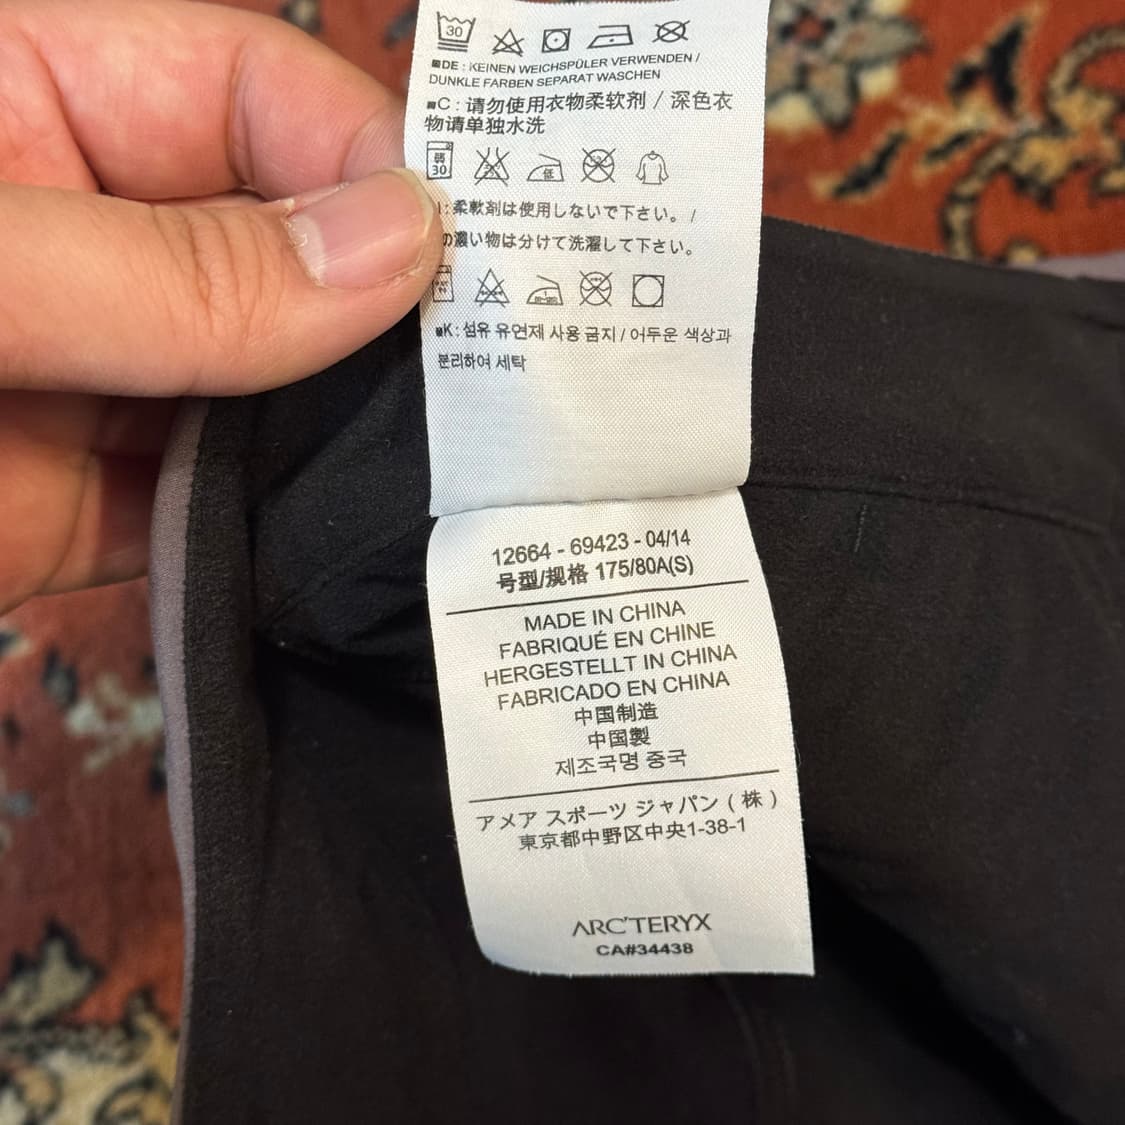 30
■DE : KEINEN WEICHSPÜLER VERWENDEN /
DUNKLE FARBEN SEPARAT WASCHEN
■C : 请勿使用衣物柔软剂 / 深色衣
物请单独水洗
弱 30 低
: 柔軟剤は使用しないで下さい。 /
の濃い物は分けて洗濯して下さい。
■K : 섬유 유연제 사용 금지 / 어두운 색상과
분리하여 세탁
12664 - 69423 - 04/14
号型/规格 175/80A(S)
MADE IN CHINA
FABRIQUÉ EN CHINE
HERGESTELLT IN CHINA
FABRICADO EN CHINA
中国制造
中国製
제조국명 중국
アメア スポーツ ジャパン ( 株 )
東京都中野区中央1-38-1
ARC'TERYX
CA#34438